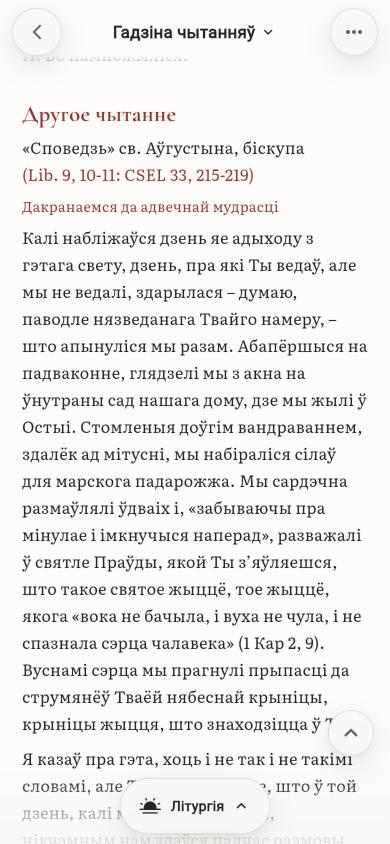 Гадзіна чытанняў
Другое чытанне
«Споведзь» св. Аўгустына, біскупа
(Lib. 9, 10-11: CSEL 33, 215-219)
Дакранаемся да адвечнай мудрасці
Калі набліжаўся дзень яе адыходу з
гэтага свету, дзень, пра які Ты ведаў, але
мы не ведалі, здарылася – думаю,
паводле нязведанага Твайго намеру, –
што апынуліся мы разам. Абапёршыся на
падваконне, глядзелі мы з акна на
ўнутраны сад нашага дому, дзе мы жылі ў
Остыі. Стомленыя доўгім вандраваннем,
здалёк ад мітусні, мы набіраліся сілаў
для марскога падарожжа. Мы сардэчна
размаўлялі ўдваіх і, «забываючы пра
мінулае і імкнучыся наперад», разважалі
ў святле Праўды, якой Ты з’яўляешся,
што такое святое жыццё, тое жыццё,
якога «вока не бачыла, і вуха не чула, і не
спазнала сэрца чалавека» (1 Кар 2, 9).
Вуснамі сэрца мы прагнулі прыпасці да
струмянёў Тваёй нябеснай крыніцы,
крыніцы жыцця, што знаходзіцца ў
Я казаў пра гэта, хоць і не так і не такімі
словамі, але што ў той
дзень, калі
нікчэмным нам здаўся падчас размовы
Літургія